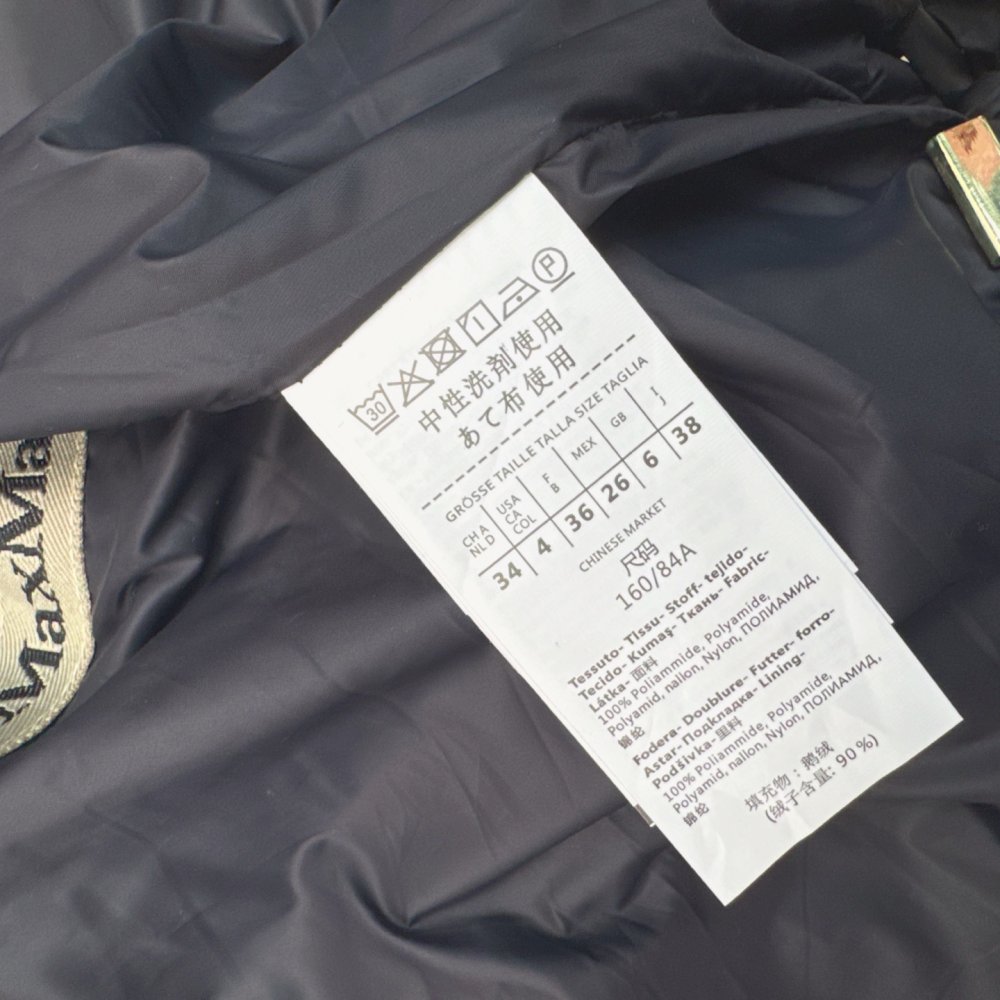 30 I P
中性洗剤使用
あて布使用
GRÖSSE TAILLE TALLA SIZE TAGLIA
CH A NL D USA CA COL F B MEX GB I J
34 4 36 26 6 38
CHINESE MARKET
尺码
160/84A
Tessuto- Tissu- Stoff- tejido-
Tecido- Kumaş- Ткань- Fabric-
Látka- 面料
100% Poliammide, Polyamide,
Polyamid, nailon, Nylon, ПОЛИАМИД,
锦纶
Fodera- Doublure- Futter- forro-
Astar- Подкладка- Lining-
Podšívka- 里料
100% Poliammide, Polyamide,
Polyamid, nailon, Nylon, ПОЛИАМИД,
锦纶
填充物：鹅绒
(绒子含量: 90%)
MaxMa